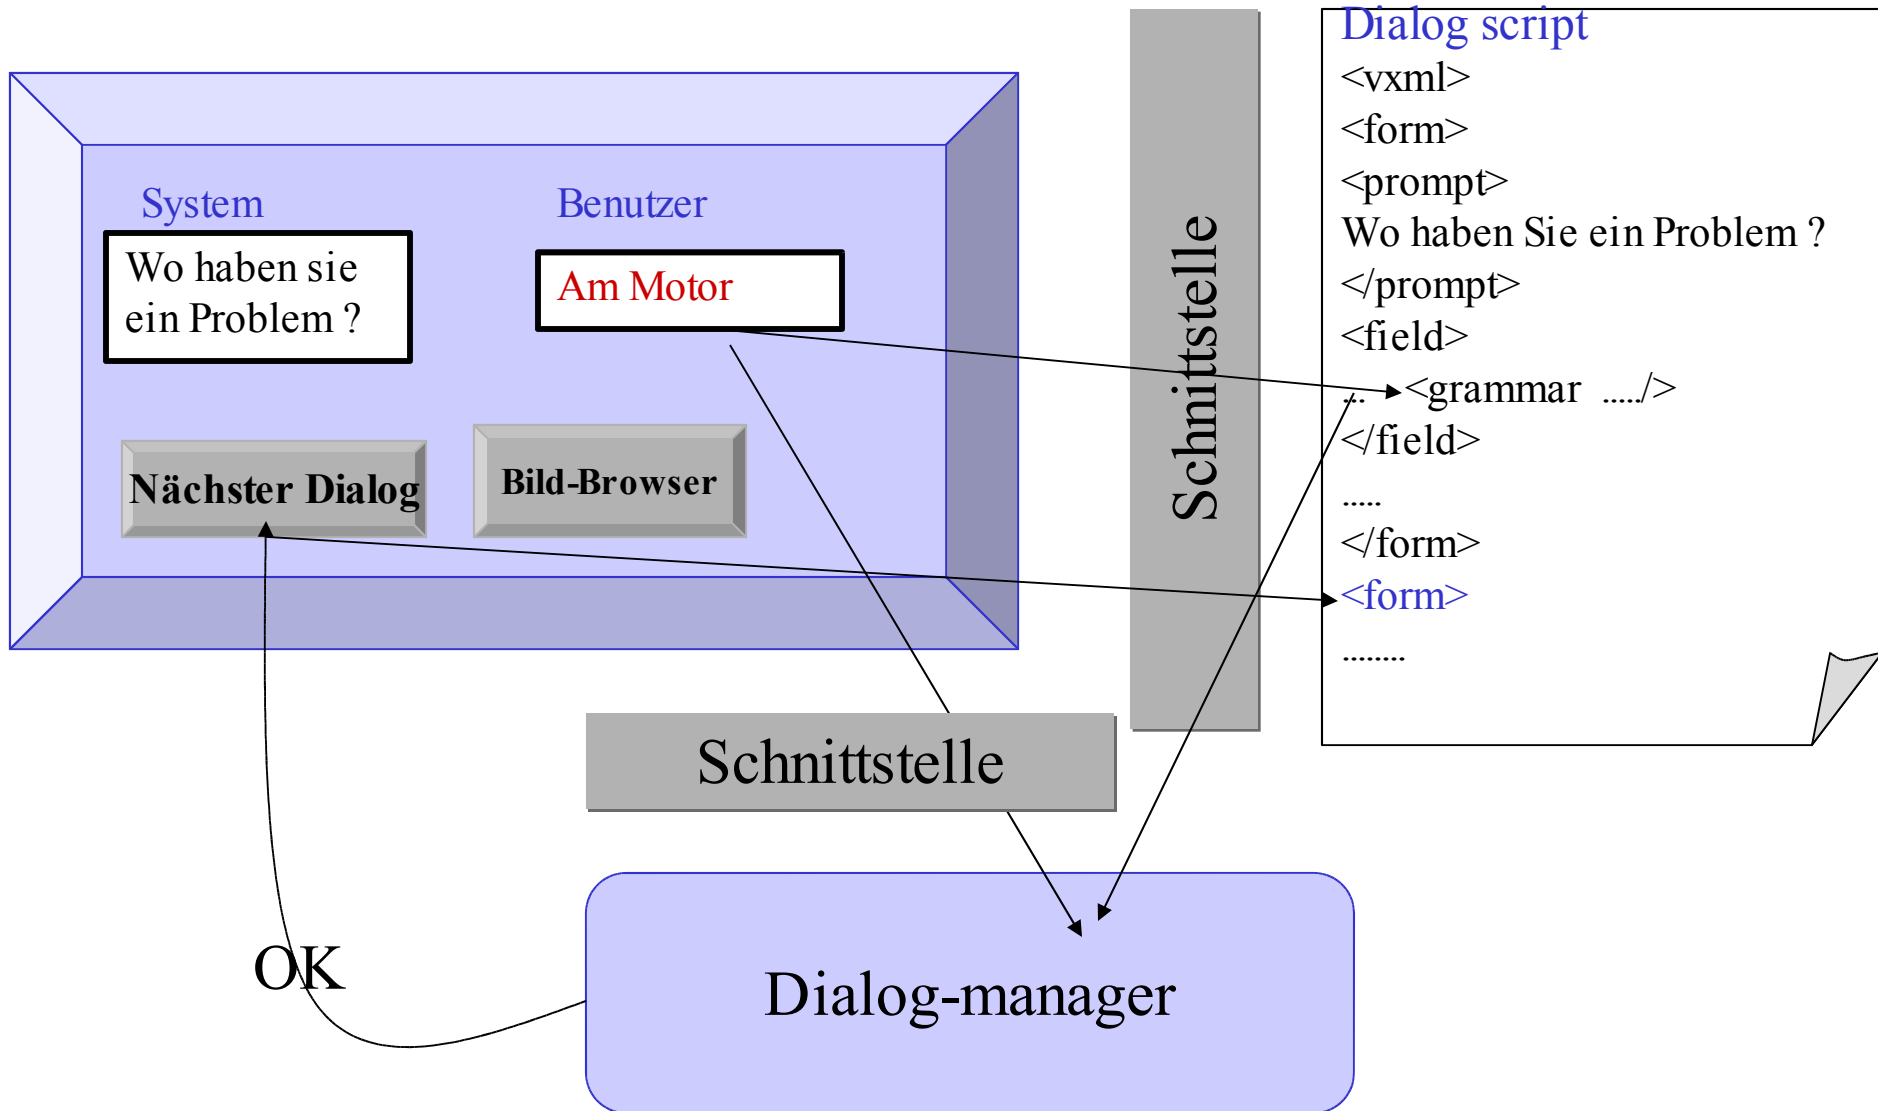 System
Benutzer
Wo haben sie
ein Problem ?
Am Motor
Nächster Dialog
Bild-Browser
Schnittstelle
Dialog script
<vxml>
<form>
<prompt>
Wo haben Sie ein Problem ?
</prompt>
<field>
... <grammar ...../>
</field>
.....
</form>
<form>
........
Schnittstelle
OK
Dialog-manager